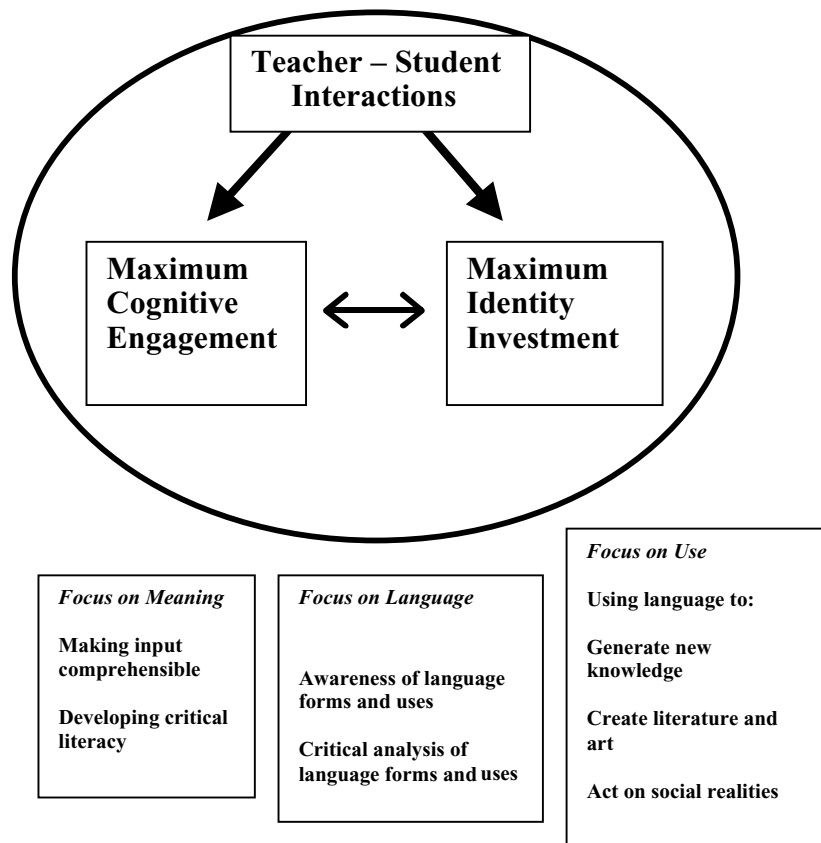 Teacher – Student
Interactions
Maximum
Cognitive
Engagement
Maximum
Identity
Investment
Focus on Meaning
Making input
comprehensible
Developing critical
literacy
Focus on Language
Awareness of language
forms and uses
Critical analysis of
language forms and uses
Focus on Use
Using language to:
Generate new
knowledge
Create literature and
art
Act on social realities